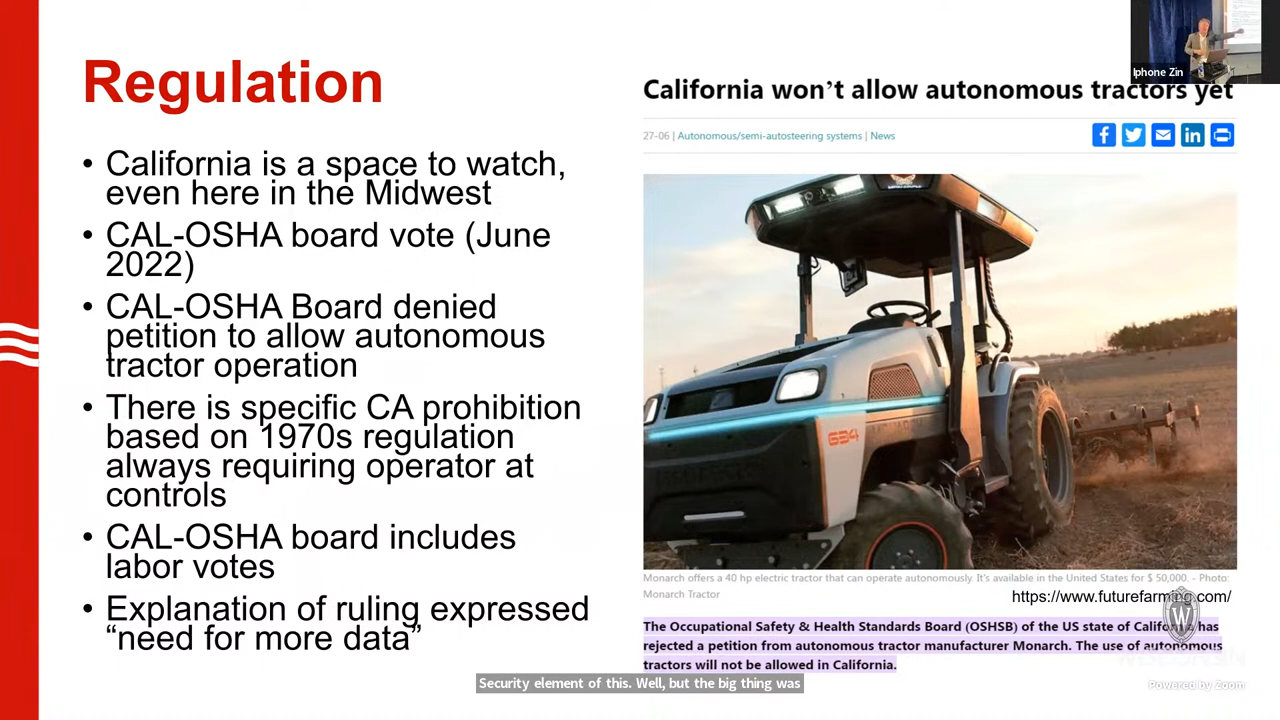 Regulation
• California is a space to watch,
even here in the Midwest
• CAL-OSHA board vote (June
2022)
• CAL-OSHA Board denied
petition to allow autonomous
tractor operation
• There is specific CA prohibition
based on 1970s regulation
always requiring operator at
controls
• CAL-OSHA board includes
labor votes
• Explanation of ruling expressed
“need for more data”
Iphone Zin
California won’t allow autonomous tractors yet
27-06 | Autonomous/semi-autosteering systems | News
634
MONARCH
Monarch offers a 40 hp electric tractor that can operate autonomously. It's available in the United States for $ 50,000. - Photo:
Monarch Tractor
https://www.futurefarming.com/
The Occupational Safety & Health Standards Board (OSHSB) of the US state of California has
rejected a petition from autonomous tractor manufacturer Monarch. The use of autonomous
tractors will not be allowed in California.
W
Security element of this. Well, but the big thing was
Powered by Zoom